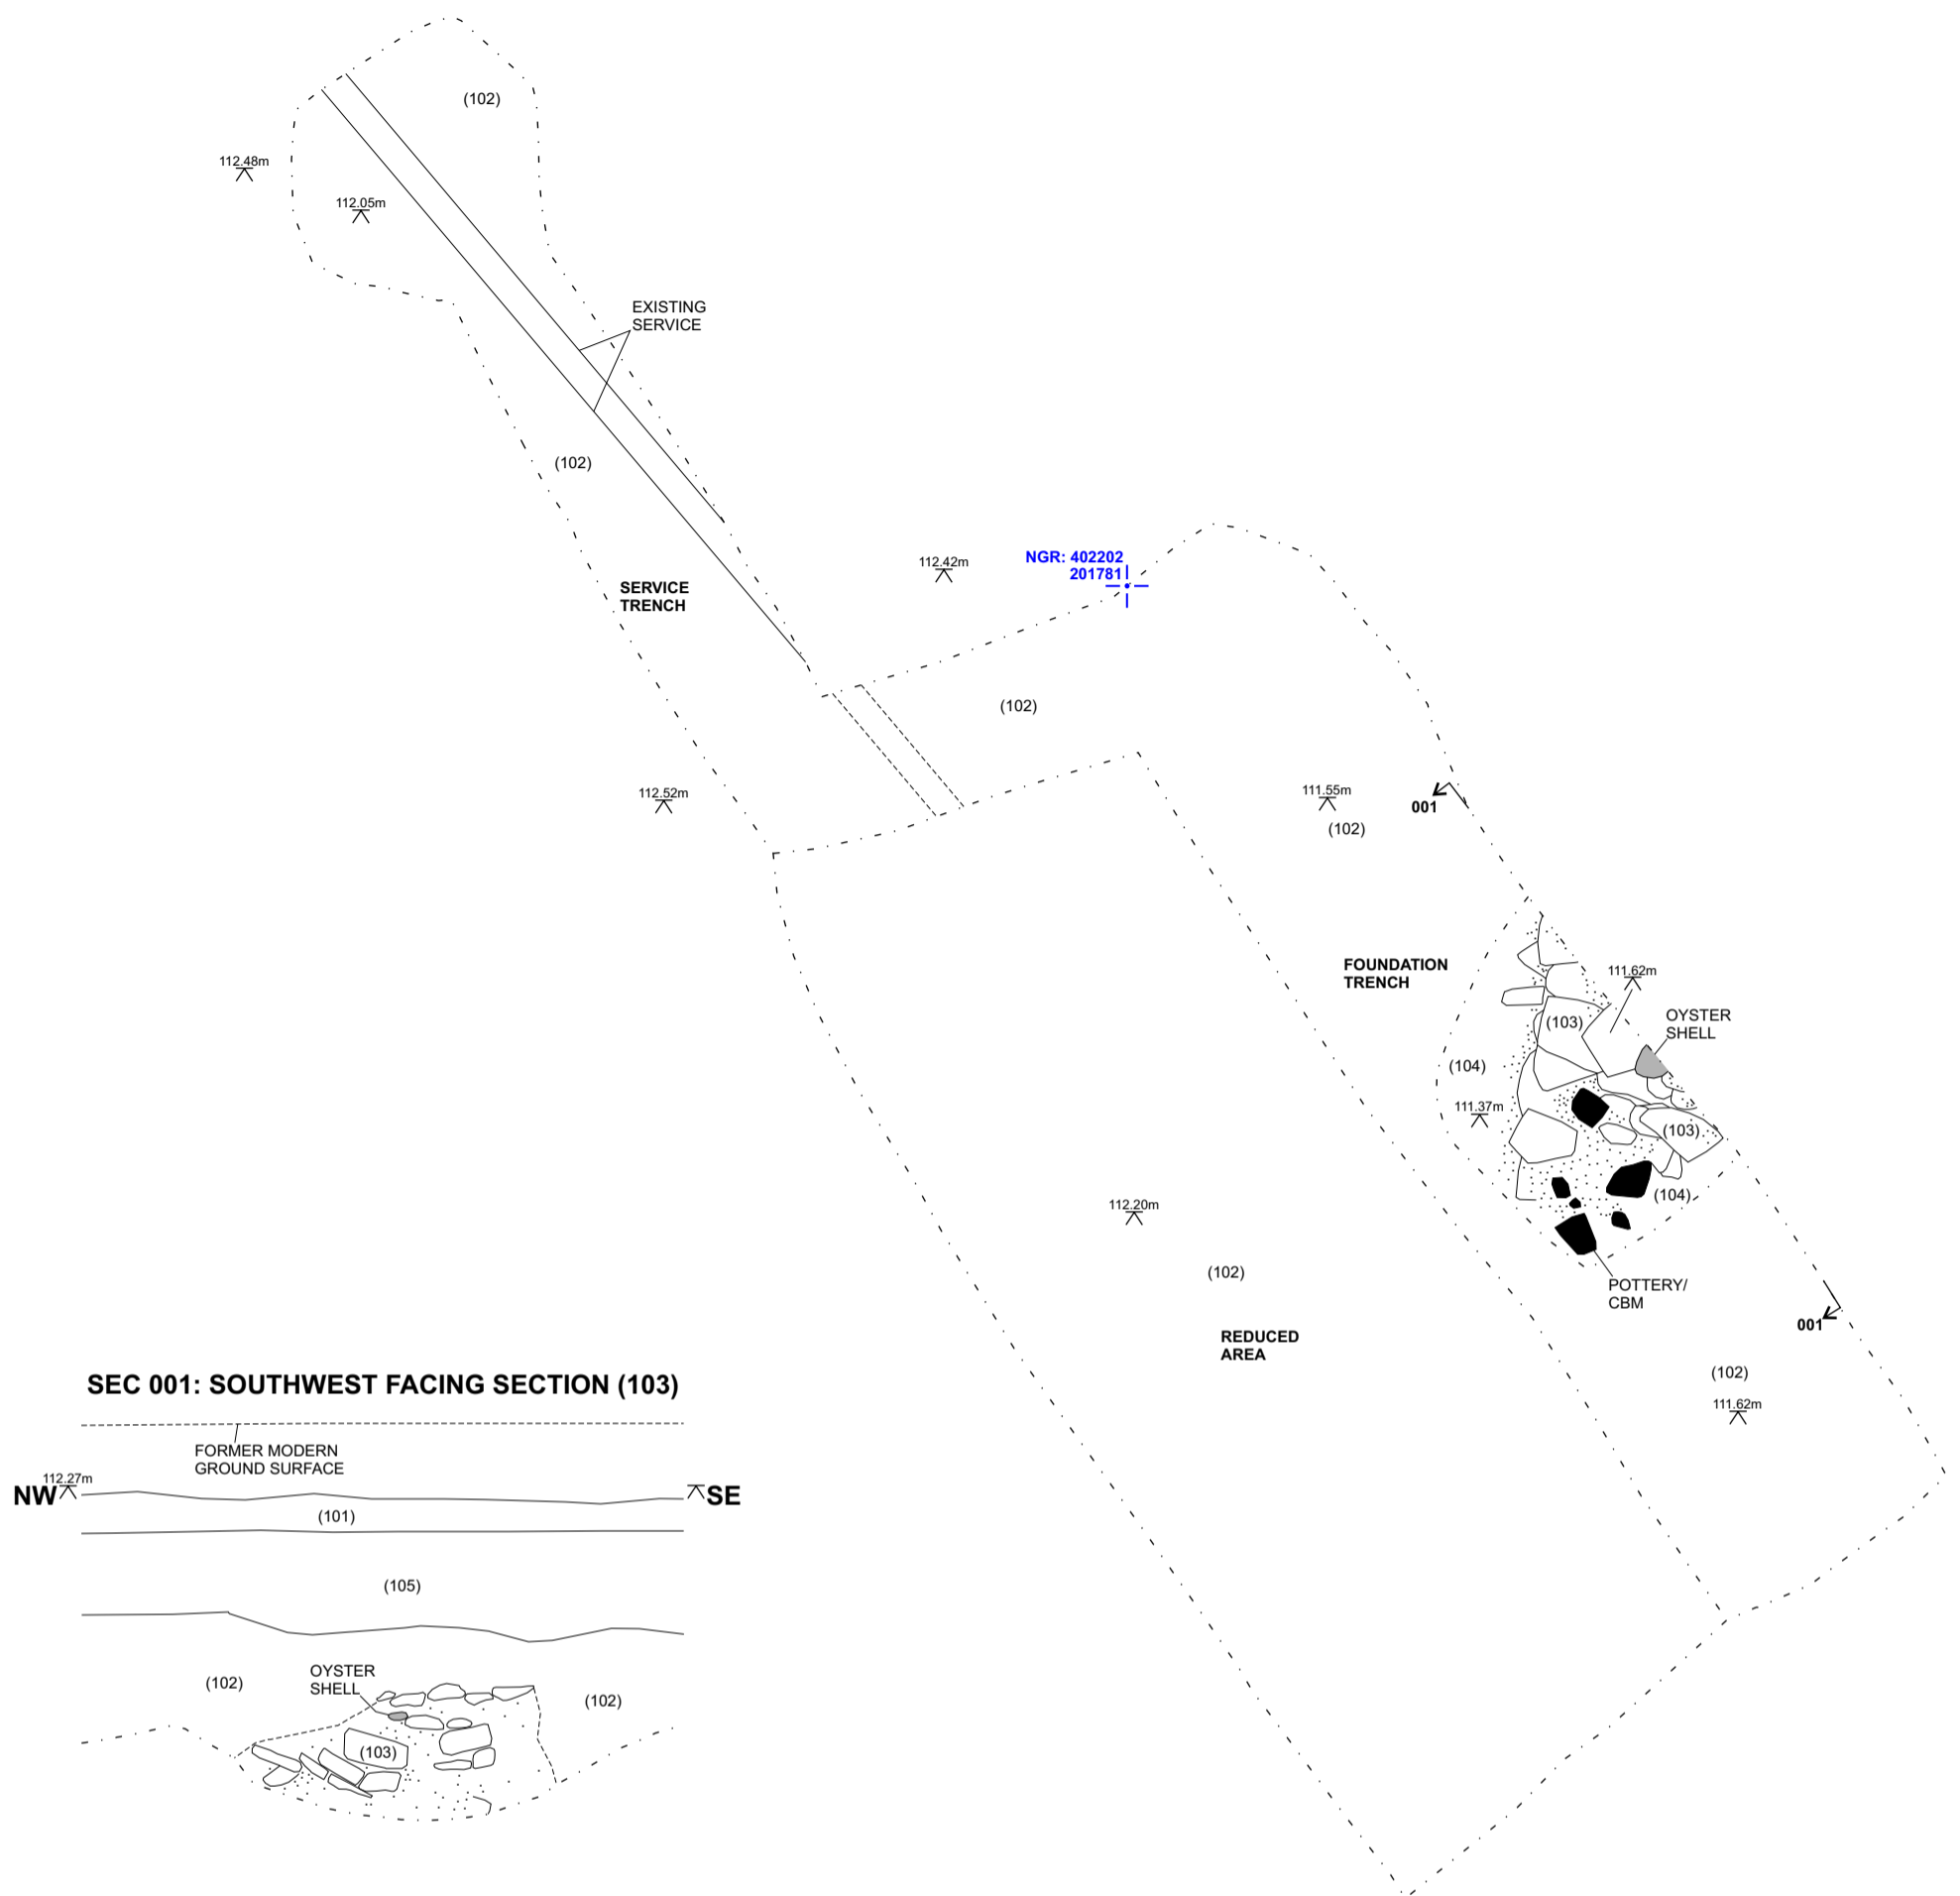 (102)
112.48m
112.05m
EXISTING
SERVICE
(102)
112.42m
NGR: 402202
201781
SERVICE
TRENCH
(102)
112.52m
111.55m
001
(102)
FOUNDATION
TRENCH
111.62m
(103)
OYSTER
SHELL
(104)
111.37m
(103)
(104)
112.20m
(102)
POTTERY/
CBM
001
REDUCED
AREA
(102)
111.62m
SEC 001: SOUTHWEST FACING SECTION (103)
FORMER MODERN
GROUND SURFACE
112.27m
NW
SE
(101)
(105)
OYSTER
SHELL
(102)
(102)
(103)